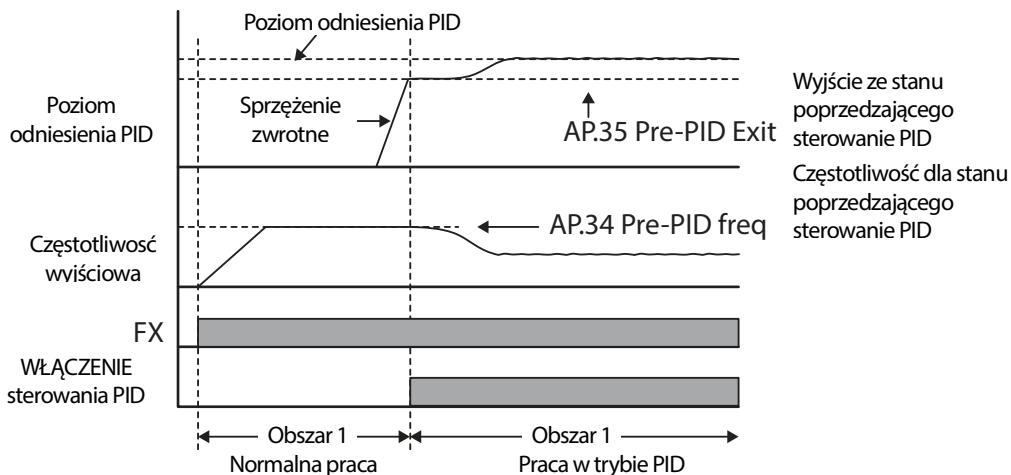 Poziom odniesienia PID
Poziom
odniesienia PID
Sprzężenie
zwrotne
AP.35 Pre-PID Exit
Wyjście ze stanu
poprzedzającego
sterowanie PID
Częstotliwość dla stanu
poprzedzającego
sterowanie PID
AP.34 Pre-PID freq
Częstotliwość
wyjściowa
FX
WŁĄCZENIE
sterowania PID
Obszar 1
Normalna praca
Obszar 1
Praca w trybie PID